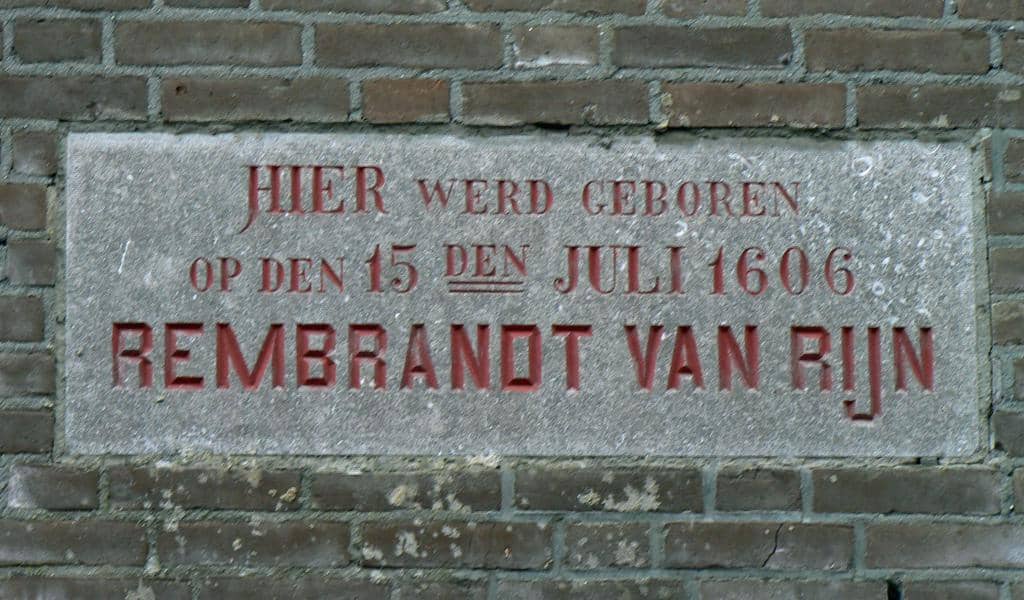 HIER WERD GEBOREN
OP DEN 15 DEN JULI 1606
REMBRANDT VAN RIJN